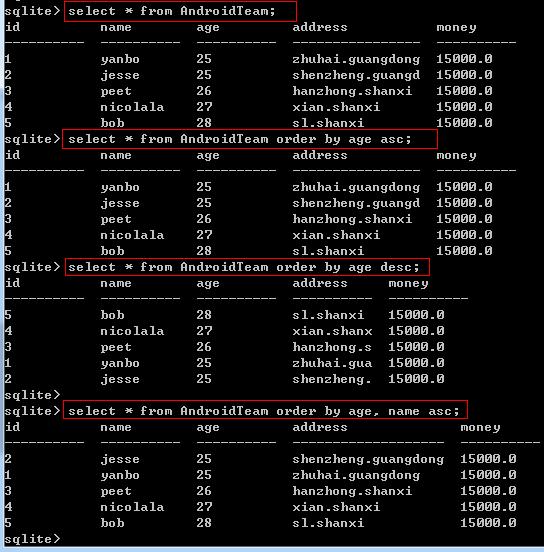 sqlite> select * from AndroidTeam;
id          name        age         address           money
----------  ----------  ----------  ----------------  ----------
1           yanbo       25          zhuhai.guangdong  15000.0
2           jesse       25          shenzheng.guangd  15000.0
3           peet        26          hanzhong.shanxi   15000.0
4           nicolala    27          xian.shanxi       15000.0
5           bob         28          sl.shanxi         15000.0
sqlite> select * from AndroidTeam order by age asc;
id          name        age         address           money
----------  ----------  ----------  ----------------  ----------
1           yanbo       25          zhuhai.guangdong  15000.0
2           jesse       25          shenzheng.guangd  15000.0
3           peet        26          hanzhong.shanxi   15000.0
4           nicolala    27          xian.shanxi       15000.0
5           bob         28          sl.shanxi         15000.0
sqlite> select * from AndroidTeam order by age desc;
id          name        age         address     money
----------  ----------  ----------  ----------  ----------
5           bob         28          sl.shanxi   15000.0
4           nicolala    27          xian.shanx  15000.0
3           peet        26          hanzhong.s  15000.0
1           yanbo       25          zhuhai.gua  15000.0
2           jesse       25          shenzheng.  15000.0
sqlite>
sqlite> select * from AndroidTeam order by age, name asc;
id          name        age         address              money
----------  ----------  ----------  -------------------  ----------
2           jesse       25          shenzheng.guangdong  15000.0
1           yanbo       25          zhuhai.guangdong     15000.0
3           peet        26          hanzhong.shanxi      15000.0
4           nicolala    27          xian.shanxi          15000.0
5           bob         28          sl.shanxi            15000.0
sqlite>